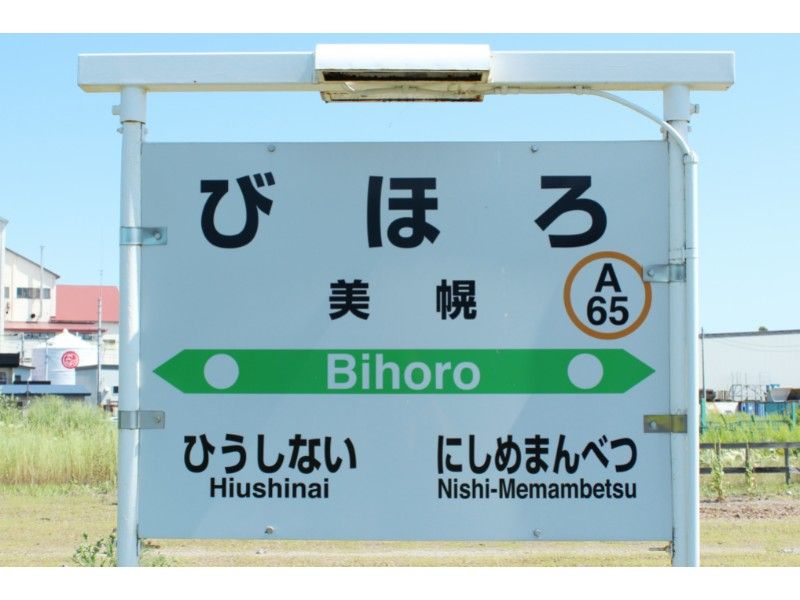 びほろ
美幌
A
65
Bihoro
ひうしない
Hiushinai
にしめまんべつ
Nishi-Memambetsu